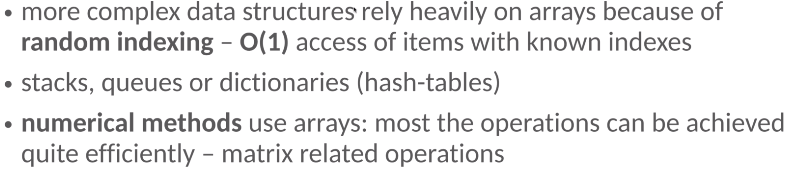 • more complex data structures rely heavily on arrays because of
random indexing – O(1) access of items with known indexes
• stacks, queues or dictionaries (hash-tables)
• numerical methods use arrays: most the operations can be achieved
quite efficiently – matrix related operations